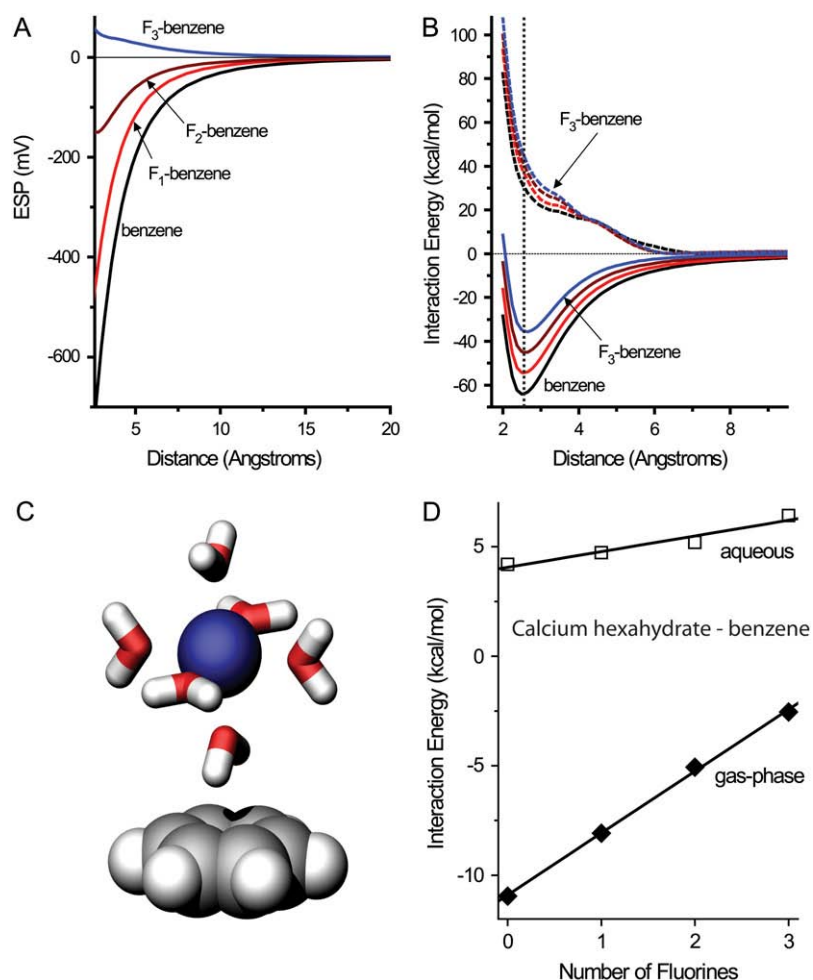 A
F₃-benzene
0
-200
-400
-600
ESP (mV)
F₂-benzene
F₁-benzene
benzene
5
10
15
20
Distance (Angstroms)
B
100
80
60
40
20
0
-20
-40
-60
Interaction Energy (kcal/mol)
F₃-benzene
F₃-benzene
benzene
2
4
6
8
Distance (Angstroms)
C
D
5
0
-5
-10
Interaction Energy (kcal/mol)
aqueous
Calcium hexahydrate - benzene
gas-phase
0
1
2
3
Number of Fluorines